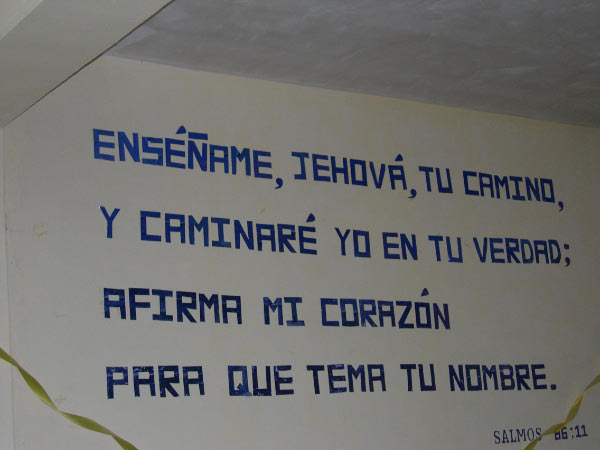 ENSÉÑAME, JEHOVÁ, TU CAMINO,
Y CAMINARÉ YO EN TU VERDAD;
AFIRMA MI CORAZÓN
PARA QUE TEMA TU NOMBRE.
SALMOS 86:11